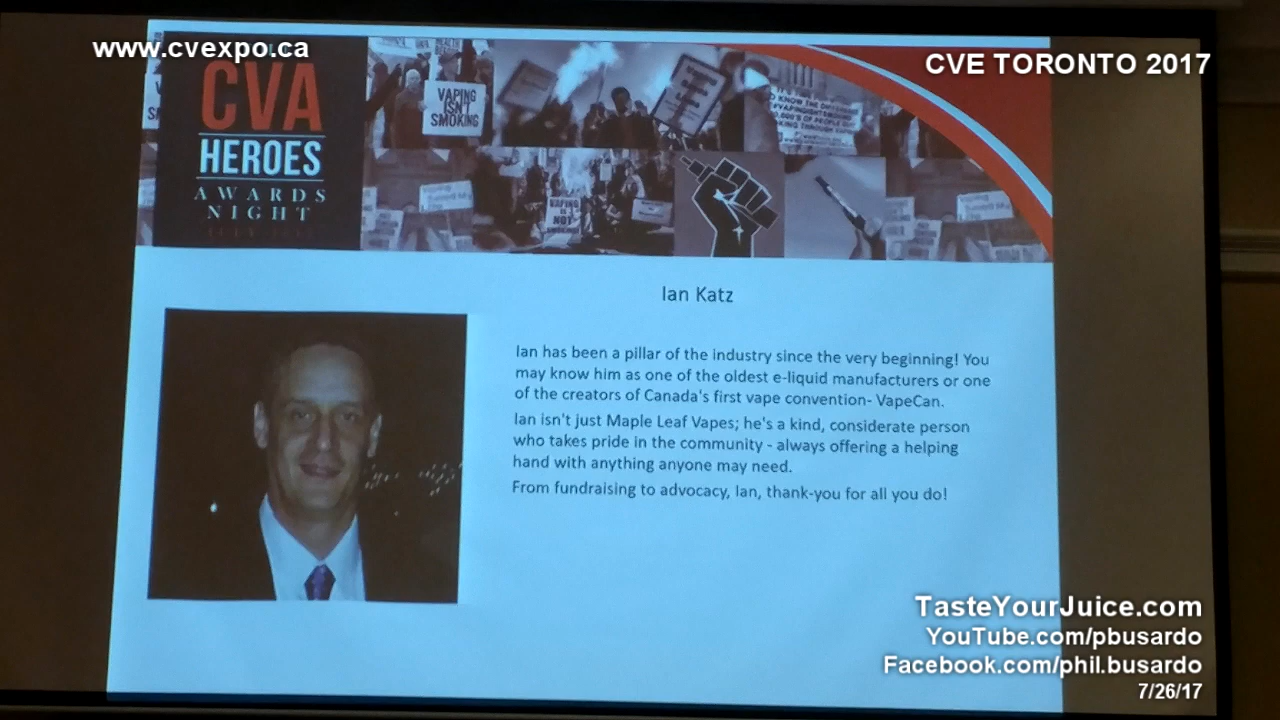 www.cvexpo.ca
CVE TORONTO 2017
CVA
HEROES
AWARDS
NIGHT
VAPING
ISN'T
SMOKING
VAPING
IS
NOT
SMOKING
Ian Katz
Ian has been a pillar of the industry since the very beginning! You
may know him as one of the oldest e-liquid manufacturers or one
of the creators of Canada's first vape convention- VapeCan.
Ian isn't just Maple Leaf Vapes; he's a kind, considerate person
who takes pride in the community - always offering a helping
hand with anything anyone may need.
From fundraising to advocacy, Ian, thank-you for all you do!
TasteYourJuice.com
YouTube.com/pbusardo
Facebook.com/phil.busardo
7/26/17